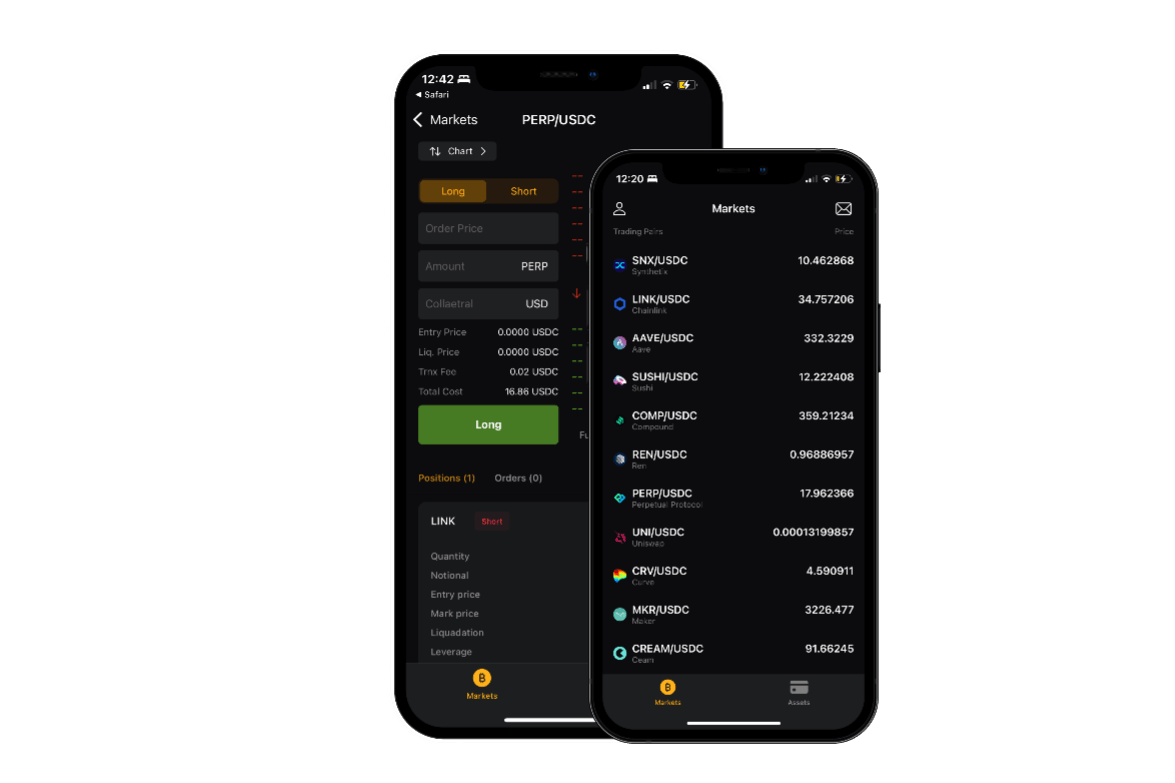 12:42
◀ Safari
Markets
PERP/USDC
Chart
Long
Short
Order Price
Amount
PERP
Collaetral
USD
Entry Price
0.0000 USDC
Liq. Price
0.0000 USDC
Trnx Fee
0.02 USDC
Total Cost
16.86 USDC
Long
Fu
Positions (1)
Orders (0)
LINK
Short
Quantity
Notional
Entry price
Mark price
Liquadation
Leverage
Markets
12:20
Markets
Trading Pairs
Price
SNX/USDC
10.462868
Synthetix
LINK/USDC
34.757206
Chainlink
AAVE/USDC
332.3229
Aave
SUSHI/USDC
12.222408
Sushi
COMP/USDC
359.21234
Compound
REN/USDC
0.96886957
Ren
PERP/USDC
17.962366
Perpetual Protocol
UNI/USDC
0.00013199857
Uniswap
CRV/USDC
4.590911
Curve
MKR/USDC
3226.477
Maker
CREAM/USDC
91.66245
Ceam
Markets
Assets